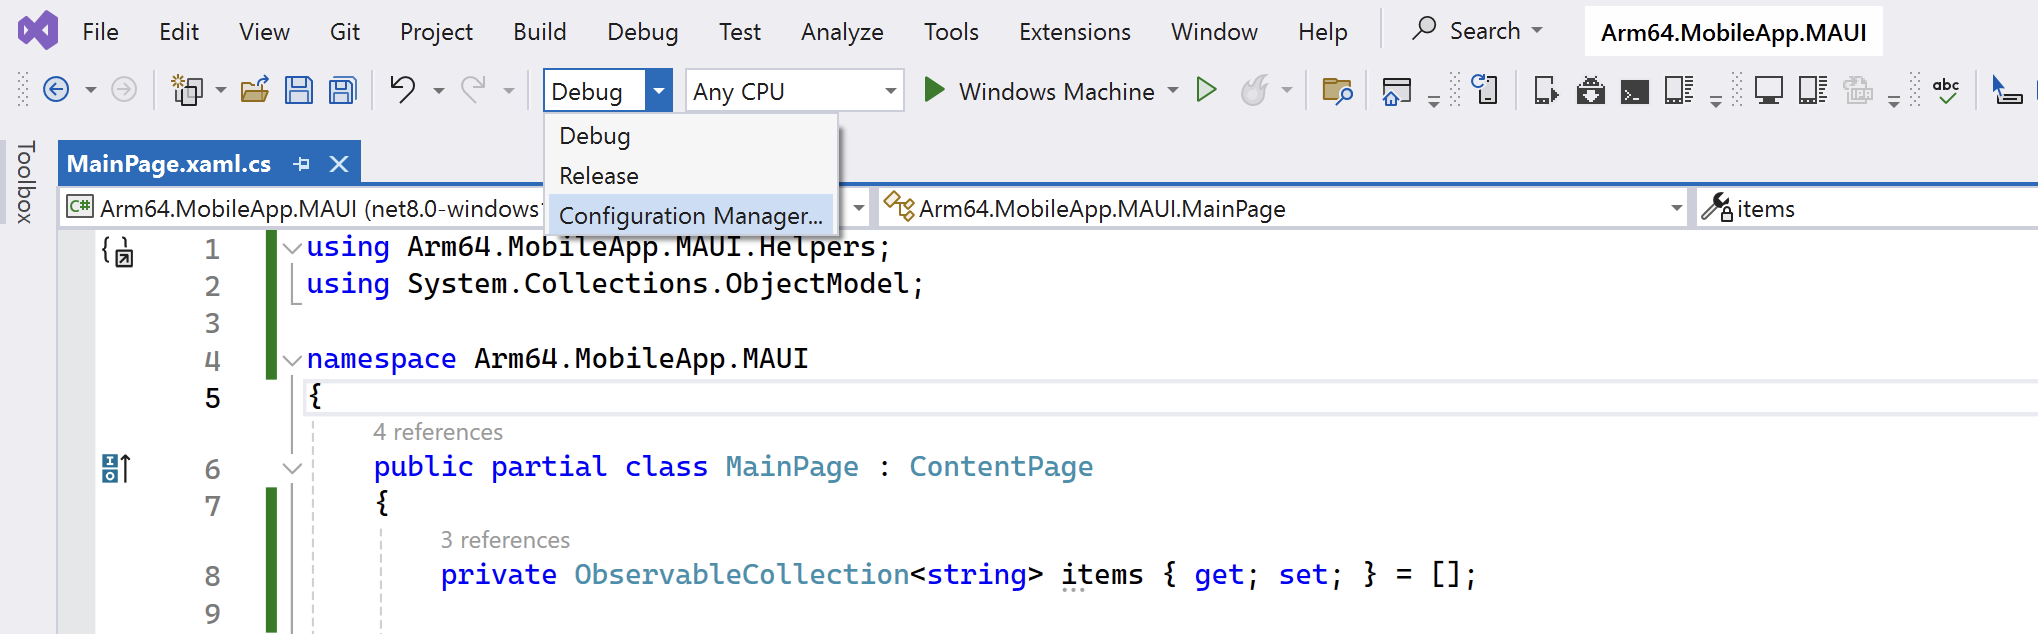 File Edit View Git Project Build Debug Test Analyze Tools Extensions Window Help Search Arm64.MobileApp.MAUI
Debug Any CPU Windows Machine abc
Debug
Release
Configuration Manager...
Toolbox
MainPage.xaml.cs
C# Arm64.MobileApp.MAUI (net8.0-windows Arm64.MobileApp.MAUI.MainPage items
1 using Arm64.MobileApp.MAUI.Helpers;
2 using System.Collections.ObjectModel;
3
4 namespace Arm64.MobileApp.MAUI
5 {
4 references
6 public partial class MainPage : ContentPage
7 {
3 references
8 private ObservableCollection<string> items { get; set; } = [];
9